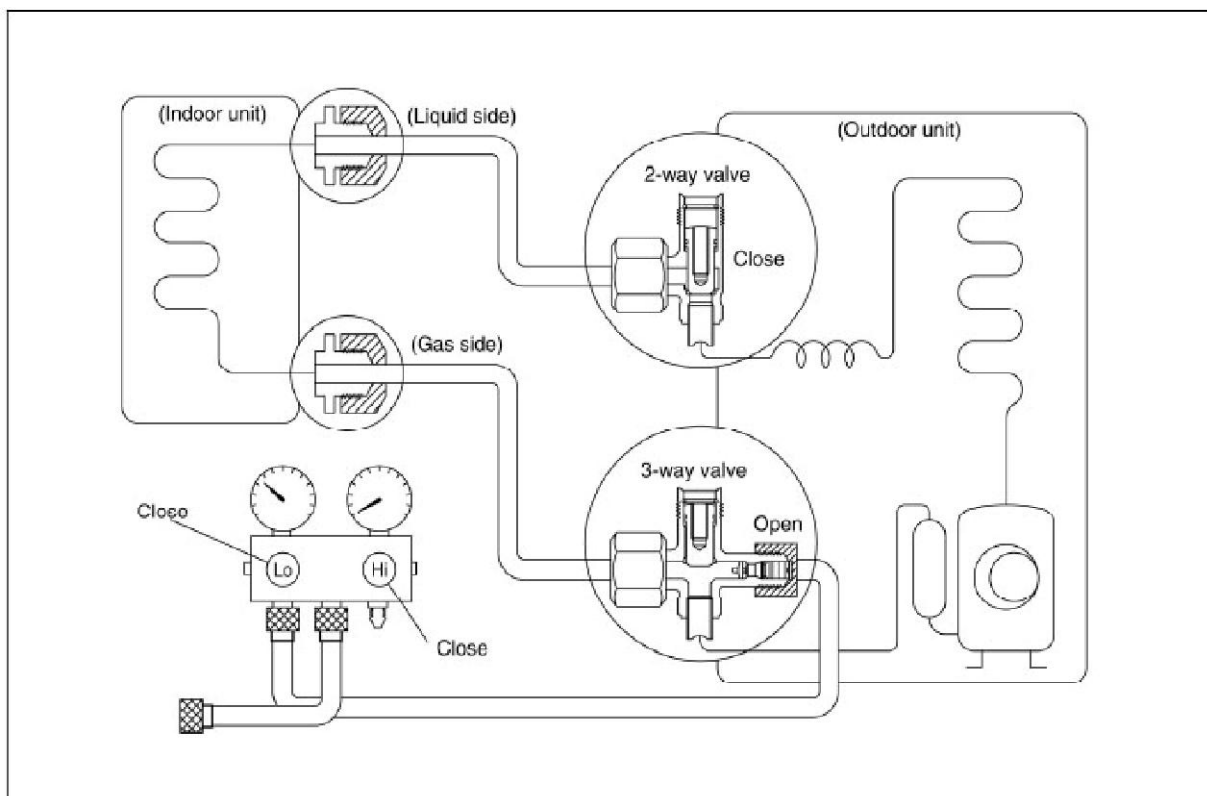 (Indoor unit)
(Liquid side)
(Outdoor unit)
2-way valve
Close
(Gas side)
3-way valve
Open
Close
Lo
Hi
Close